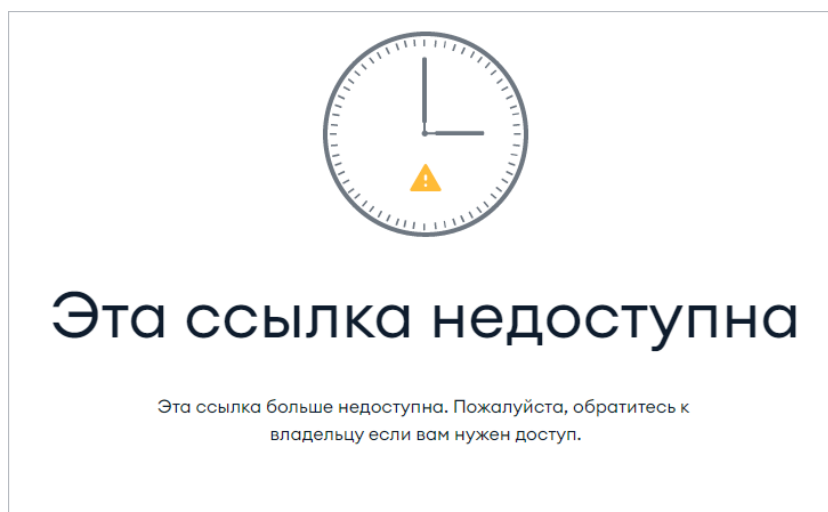 Эта ссылка недоступна
Эта ссылка больше недоступна. Пожалуйста, обратитесь к
владельцу если вам нужен доступ.